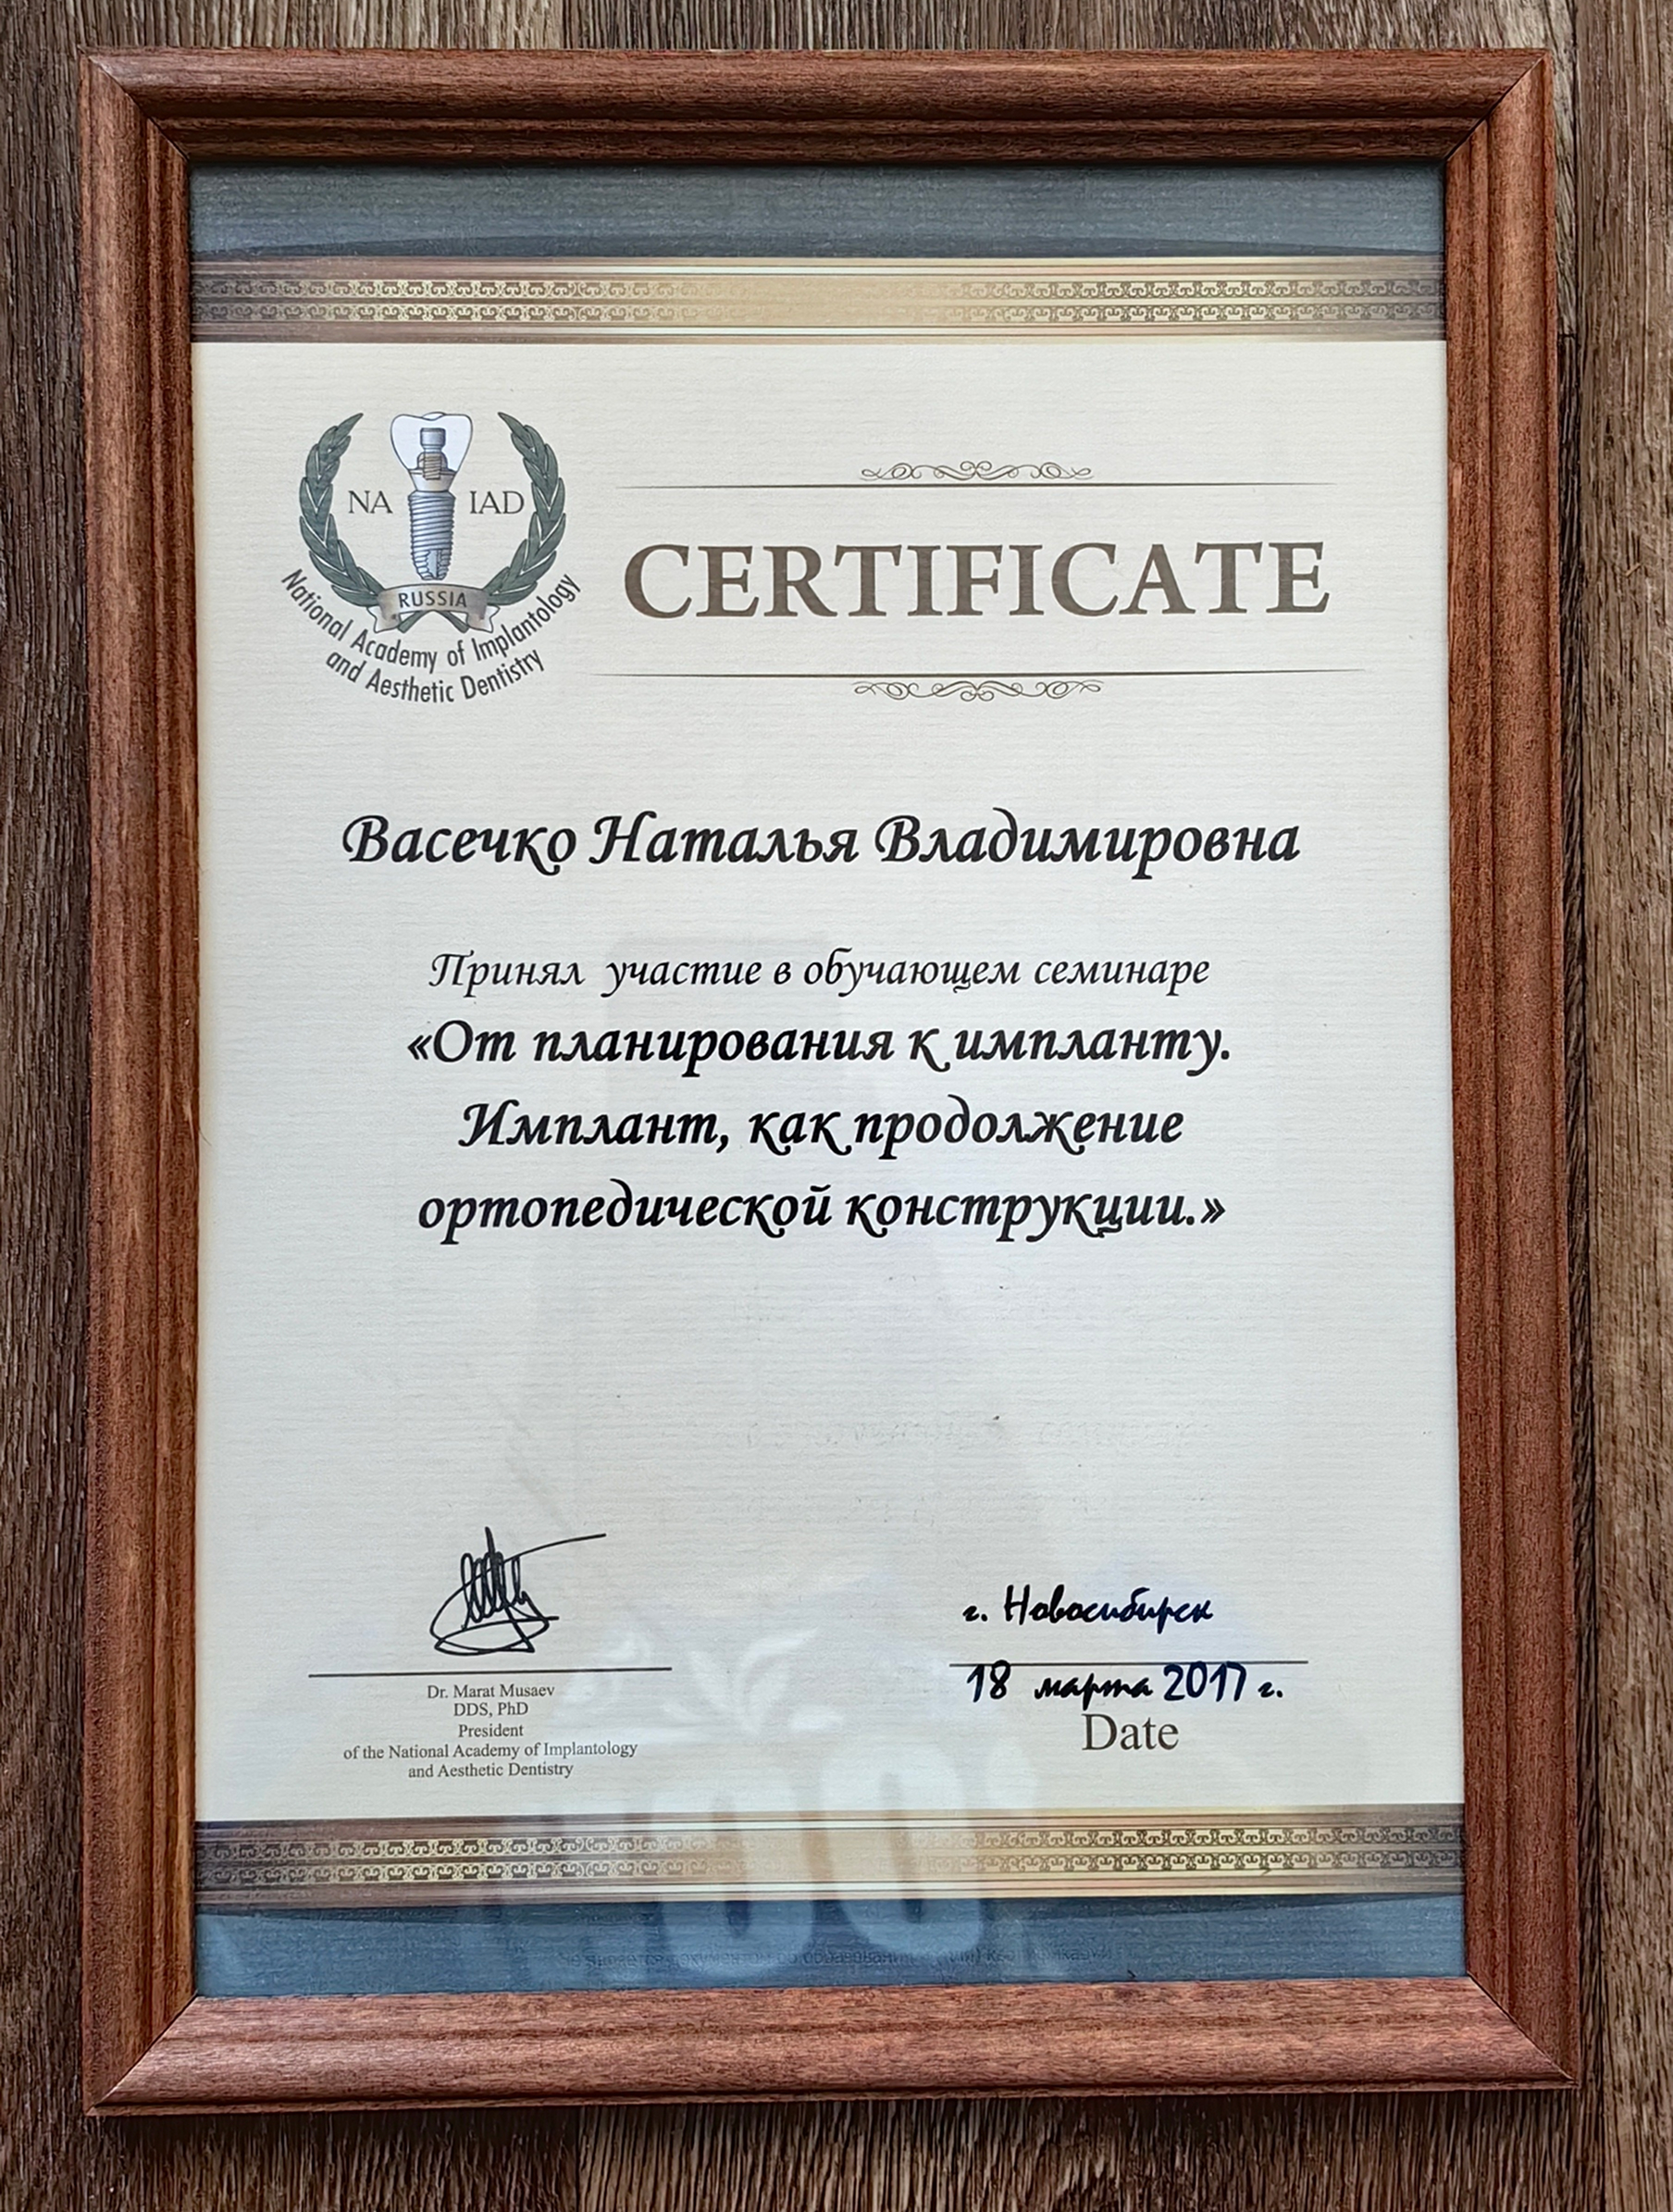 NA IAD
RUSSIA
National Academy of Implantology
and Aesthetic Dentistry
CERTIFICATE
Васечко Наталья Владимировна
Принял участие в обучающем семинаре
«От планирования к импланту.
Имплант, как продолжение
ортопедической конструкции.»
г. Новосибирск
18 марта 2017 г.
Date
Dr. Marat Musaev
DDS, PhD
President
of the National Academy of Implantology
and Aesthetic Dentistry